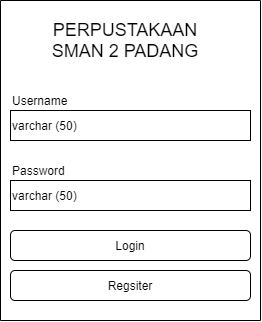 PERPUSTAKAAN
SMAN 2 PADANG
Username
varchar (50)
Password
varchar (50)
Login
Regsiter